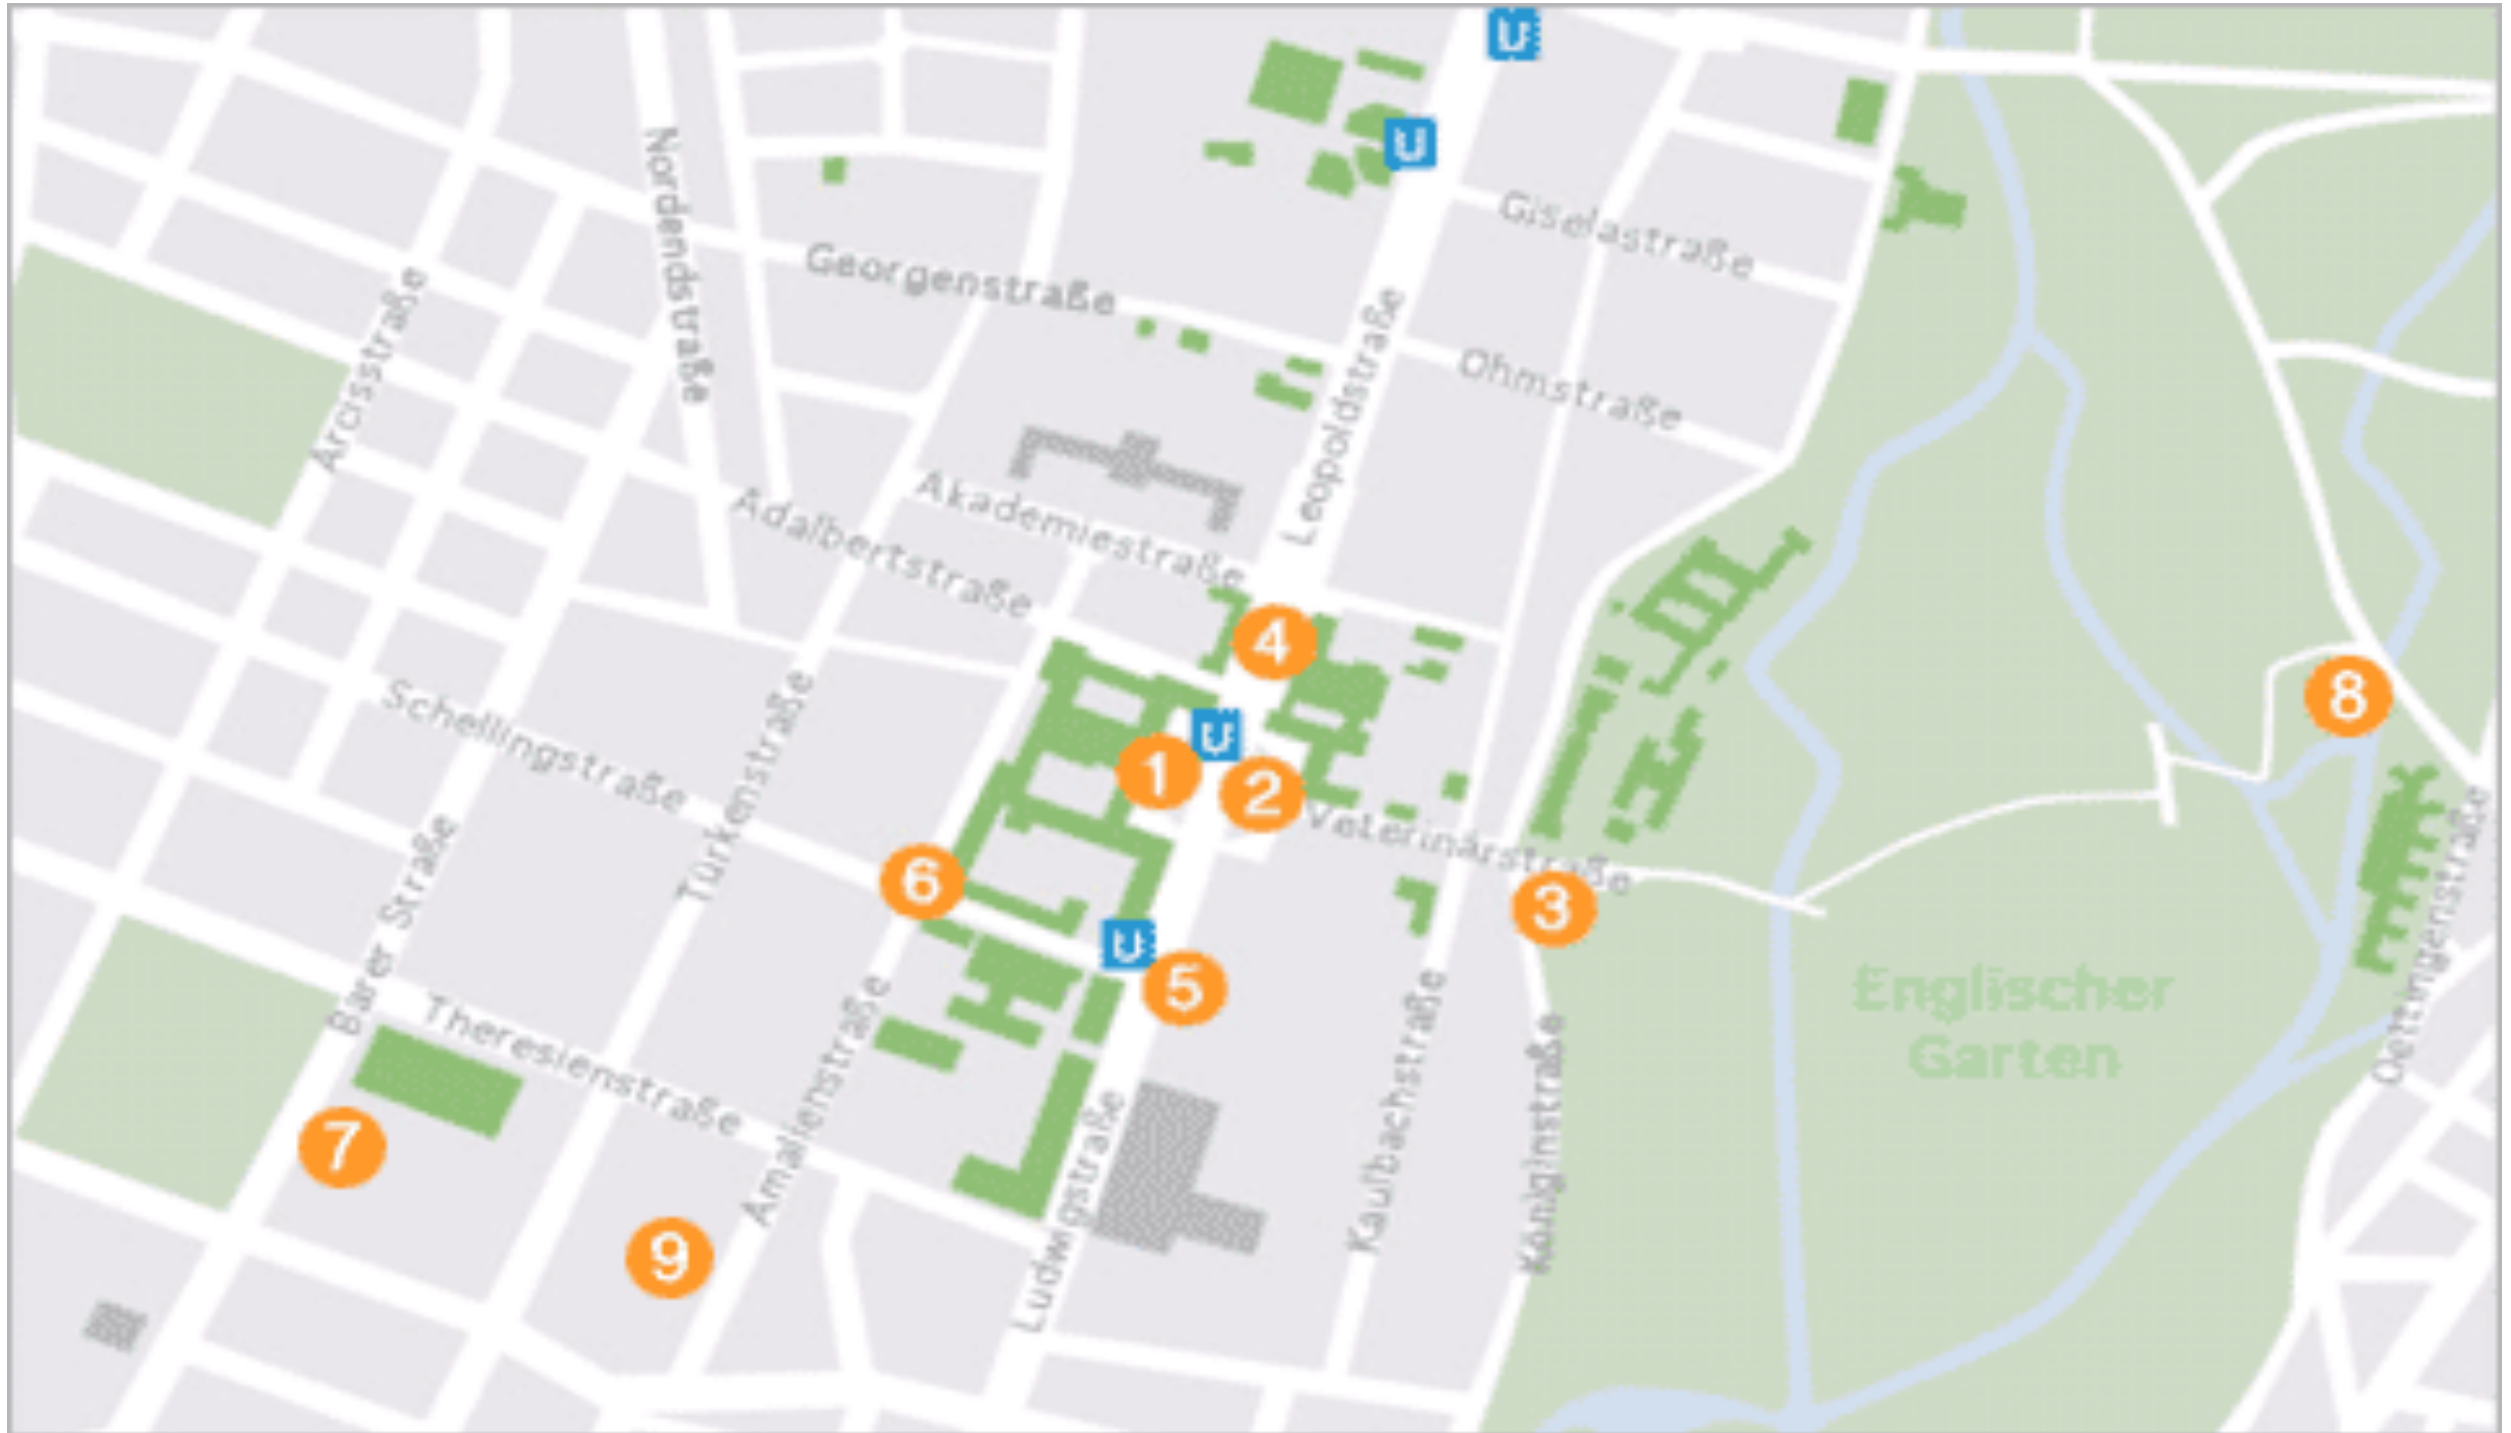 U
U
Nordendstraße
Giselastraße
Georgenstraße
Arcisstraße
Leopoldstraße
Ohmstraße
Akademiestraße
Adalbertstraße
4
8
Schellingstraße
Türkenstraße
U
1
2
Veterinärstraße
Oettingenstraße
Barer Straße
6
3
U
5
Englischer
Garten
Theresienstraße
Amalienstraße
Kaulbachstraße
Königinstraße
7
Ludwigstraße
9